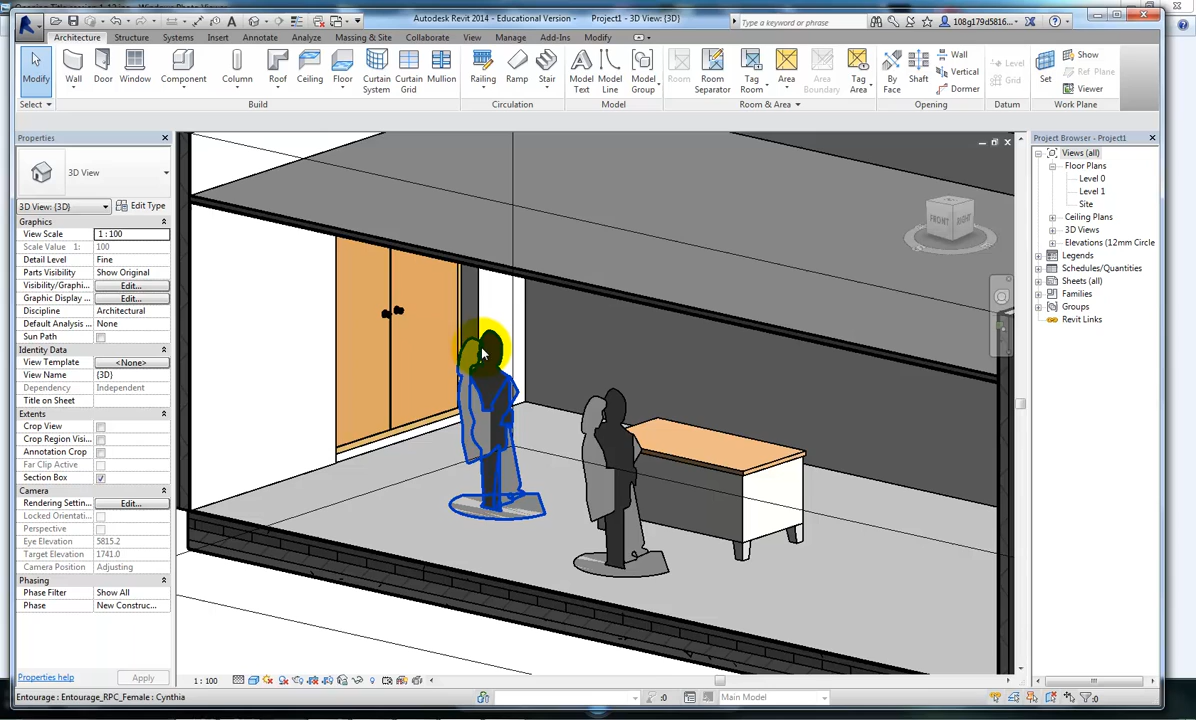 Autodesk Revit 2014 - Educational Version - Project1 - 3D View: {3D}
Type a keyword or phrase
108g179d5816...
Architecture Structure Systems Insert Annotate Analyze Massing & Site Collaborate View Manage Add-Ins Modify
Modify Wall Door Window Component Column Roof Ceiling Floor Curtain System Curtain Grid Mullion Railing Ramp Stair Model Text Model Line Model Group Room Room Separator Tag Room Area Area Boundary Tag Area By Face Shaft Wall Vertical Dormer Level Grid Set Show Ref Plane Viewer
Select Build Circulation Model Room & Area Opening Datum Work Plane
Properties
3D View
3D View: {3D} Edit Type
Graphics
View Scale 1 : 100
Scale Value 1: 100
Detail Level Fine
Parts Visibility Show Original
Visibility/Graphi... Edit...
Graphic Display ... Edit...
Discipline Architectural
Default Analysis ... None
Sun Path
Identity Data
View Template <None>
View Name {3D}
Dependency Independent
Title on Sheet
Extents
Crop View
Crop Region Visi...
Annotation Crop
Far Clip Active
Section Box
Camera
Rendering Settin... Edit...
Locked Orientati...
Perspective
Eye Elevation 5815.2
Target Elevation 1741.0
Camera Position Adjusting
Phasing
Phase Filter Show All
Phase New Construc...
Properties help Apply
FRONT RIGHT
Project Browser - Project1
Views (all)
Floor Plans
Level 0
Level 1
Site
Ceiling Plans
3D Views
Elevations (12mm Circle
Legends
Schedules/Quantities
Sheets (all)
Families
Groups
Revit Links
1 : 100
Entourage : Entourage_RPC_Female : Cynthia
:0 Main Model :0